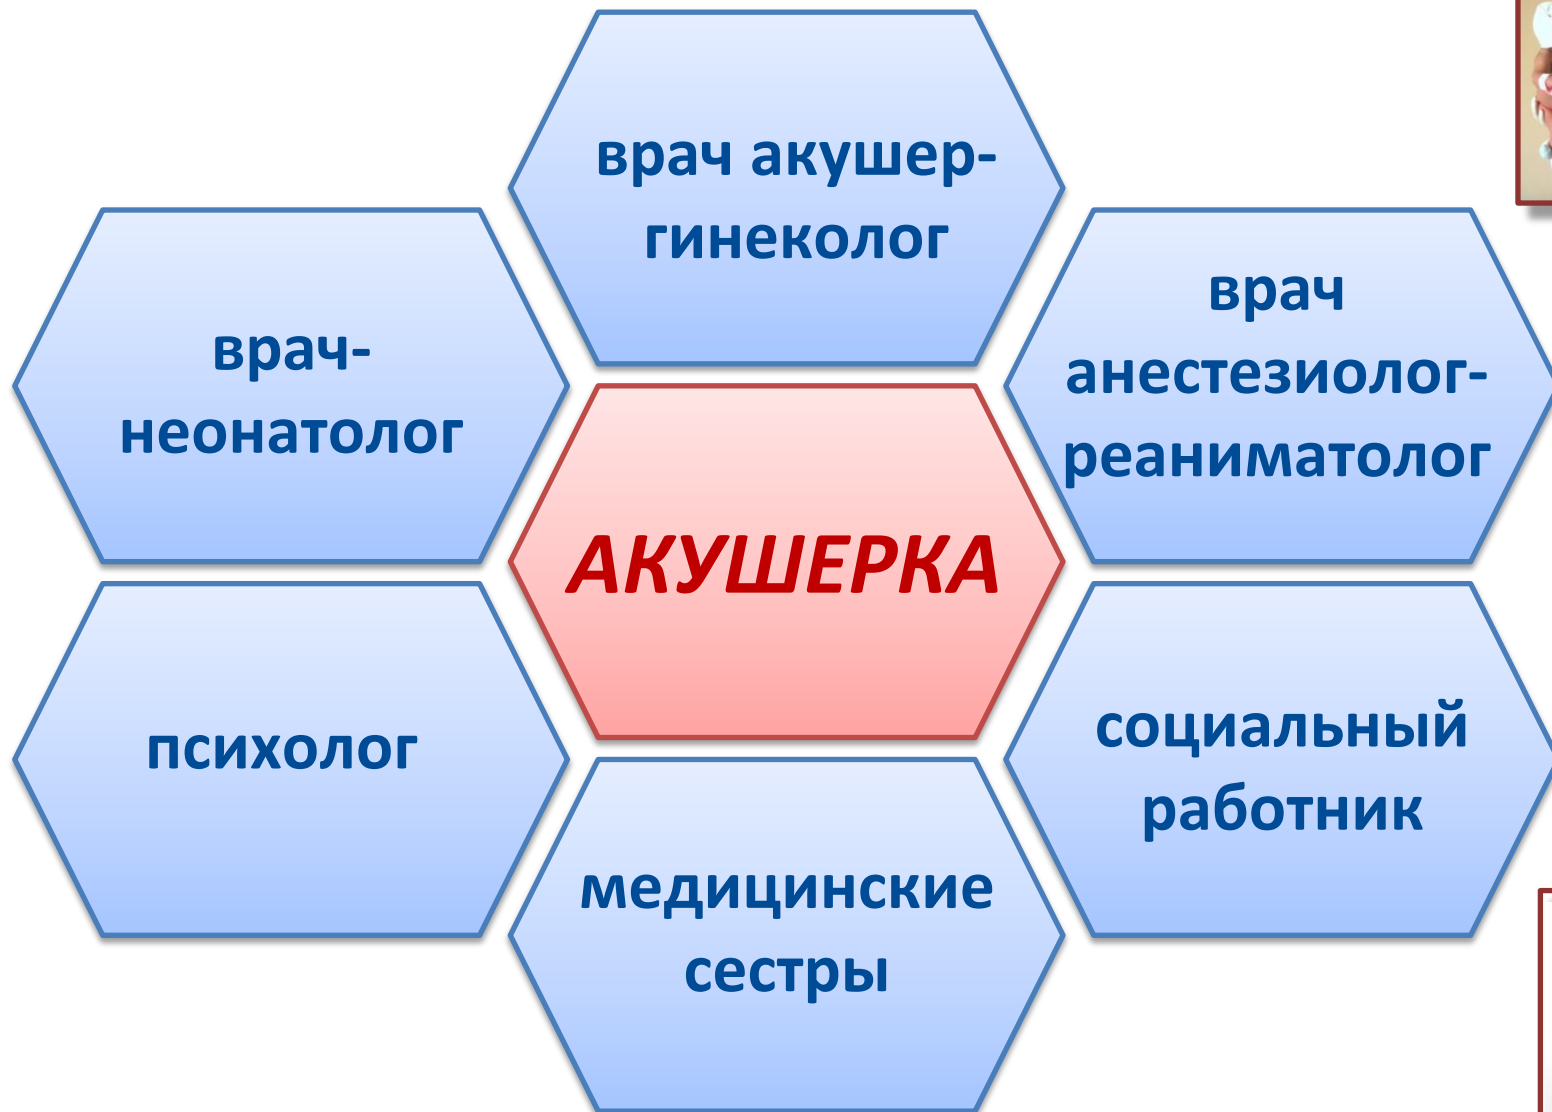 врач акушер-
гинеколог
врач-
неонатолог
врач
анестезиолог-
реаниматолог
АКУШЕРКА
психолог
социальный
работник
медицинские
сестры